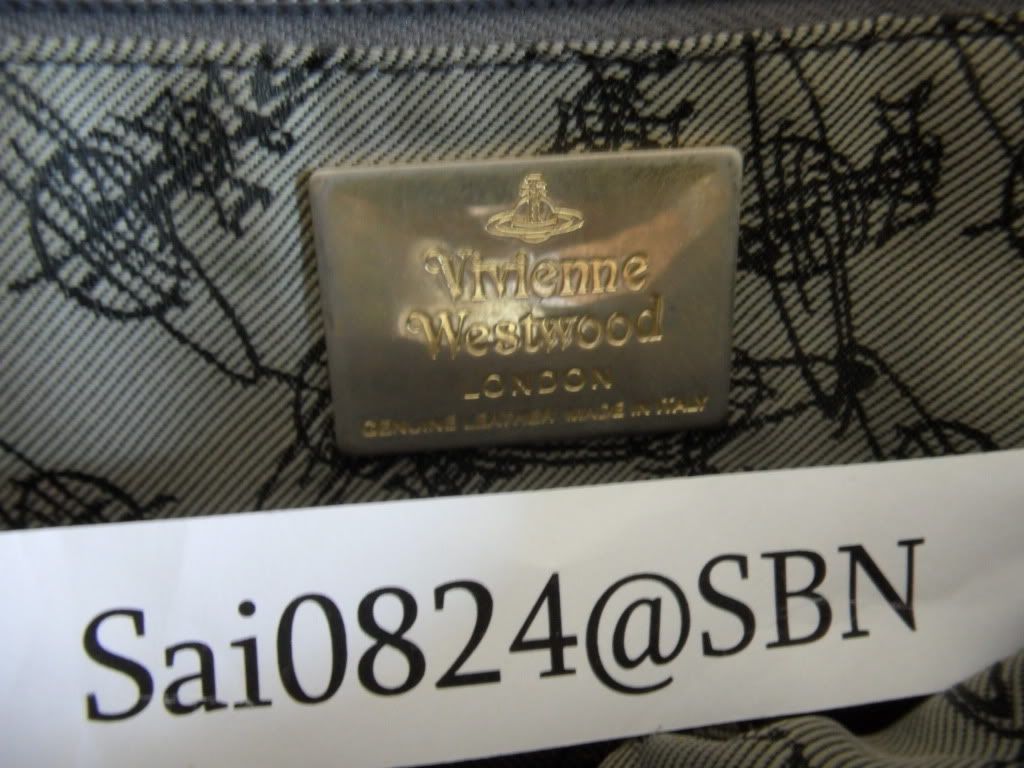 Vivienne
Westwood
LONDON
GENUINE LEATHER MADE IN ITALY
Sai0824@SBN